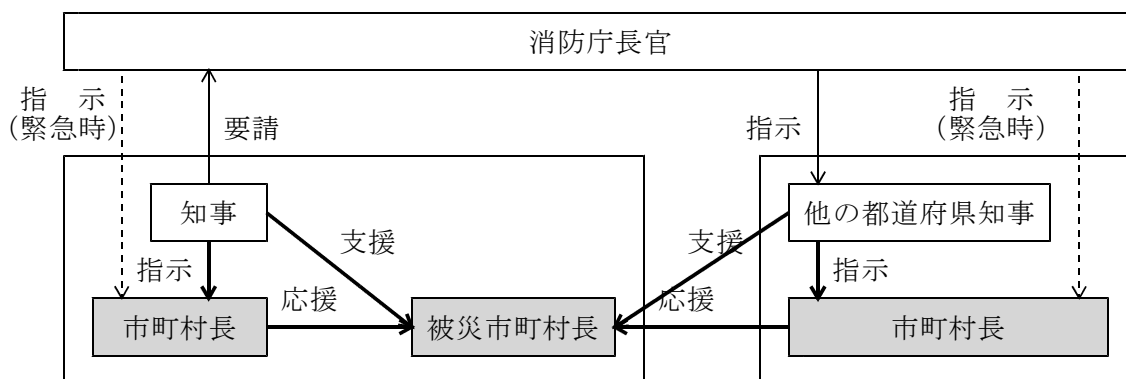 消防庁長官
指　示
(緊急時)
要請
指示
指　示
(緊急時)
知事
支援
指示
他の都道府県知事
支援
指示
市町村長
応援
被災市町村長
応援
市町村長